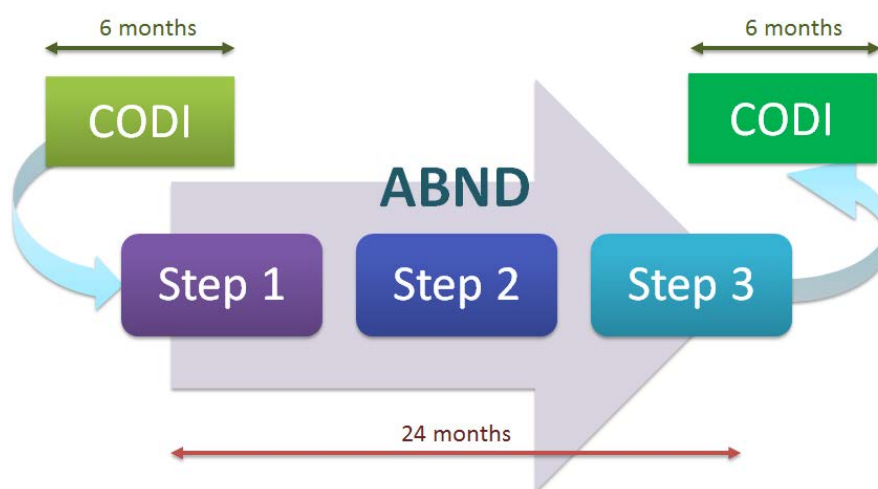 6 months
6 months
CODI
CODI
ABND
Step 1
Step 2
Step 3
24 months